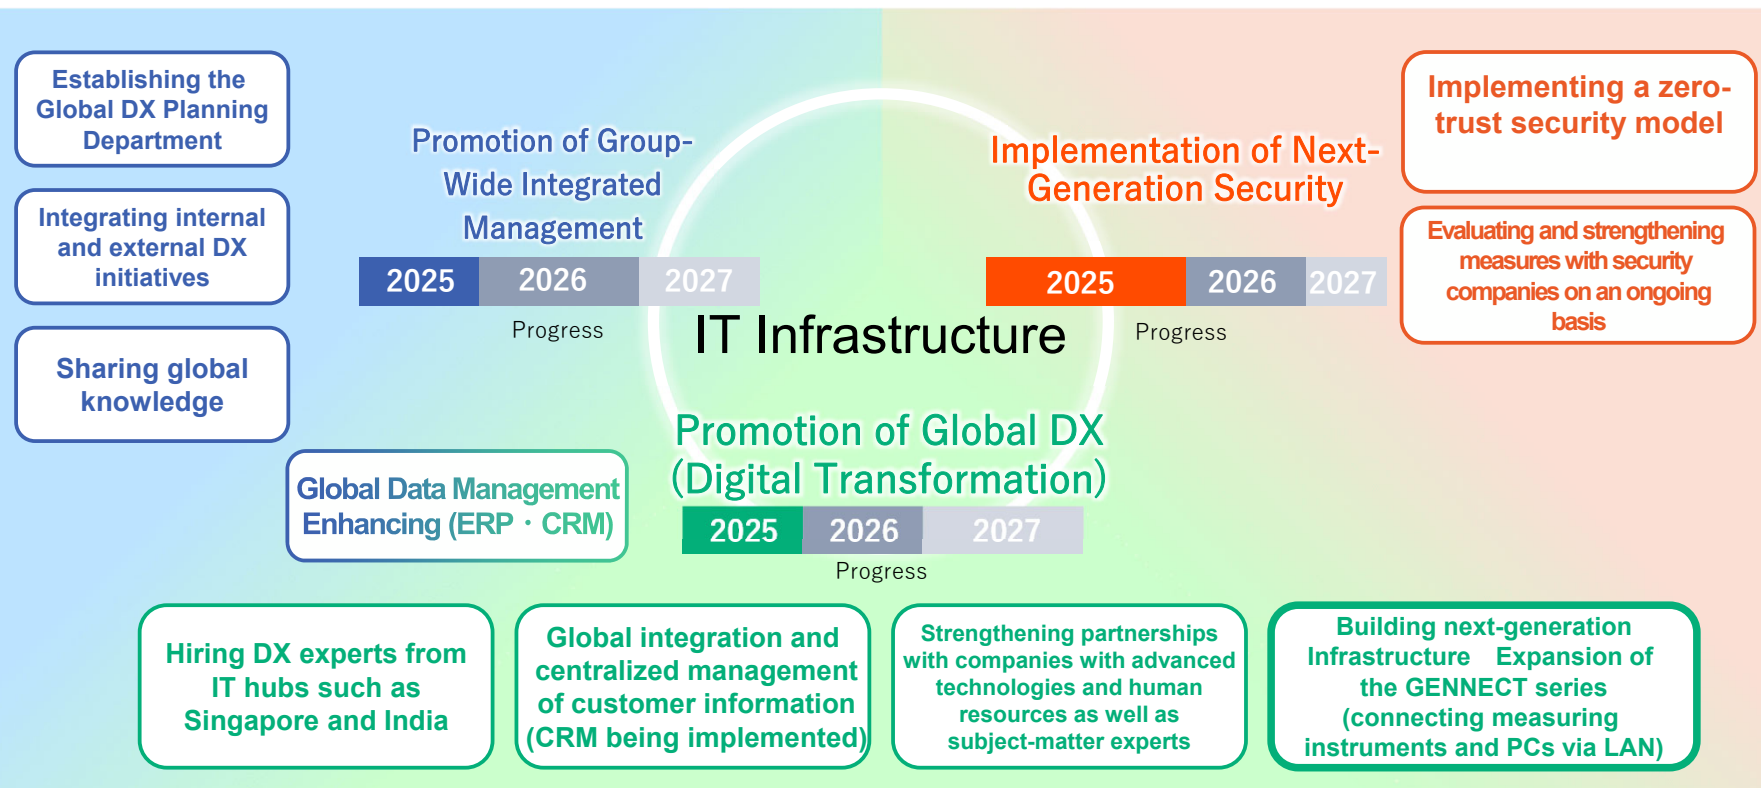 Establishing the
Global DX Planning
Department
Integrating internal
and external DX
initiatives
Sharing global
knowledge
Promotion of Group-
Wide Integrated
Management
2025 2026 2027
Progress
Implementation of Next-
Generation Security
2025 2026 2027
Progress
Implementing a zero-
trust security model
Evaluating and strengthening
measures with security
companies on an ongoing
basis
IT Infrastructure
Promotion of Global DX
(Digital Transformation)
2025 2026 2027
Progress
Global Data Management
Enhancing (ERP・CRM)
Hiring DX experts from
IT hubs such as
Singapore and India
Global integration and
centralized management
of customer information
(CRM being implemented)
Strengthening partnerships
with companies with advanced
technologies and human
resources as well as
subject-matter experts
Building next-generation
Infrastructure　Expansion of
the GENNECT series
(connecting measuring
instruments and PCs via LAN)